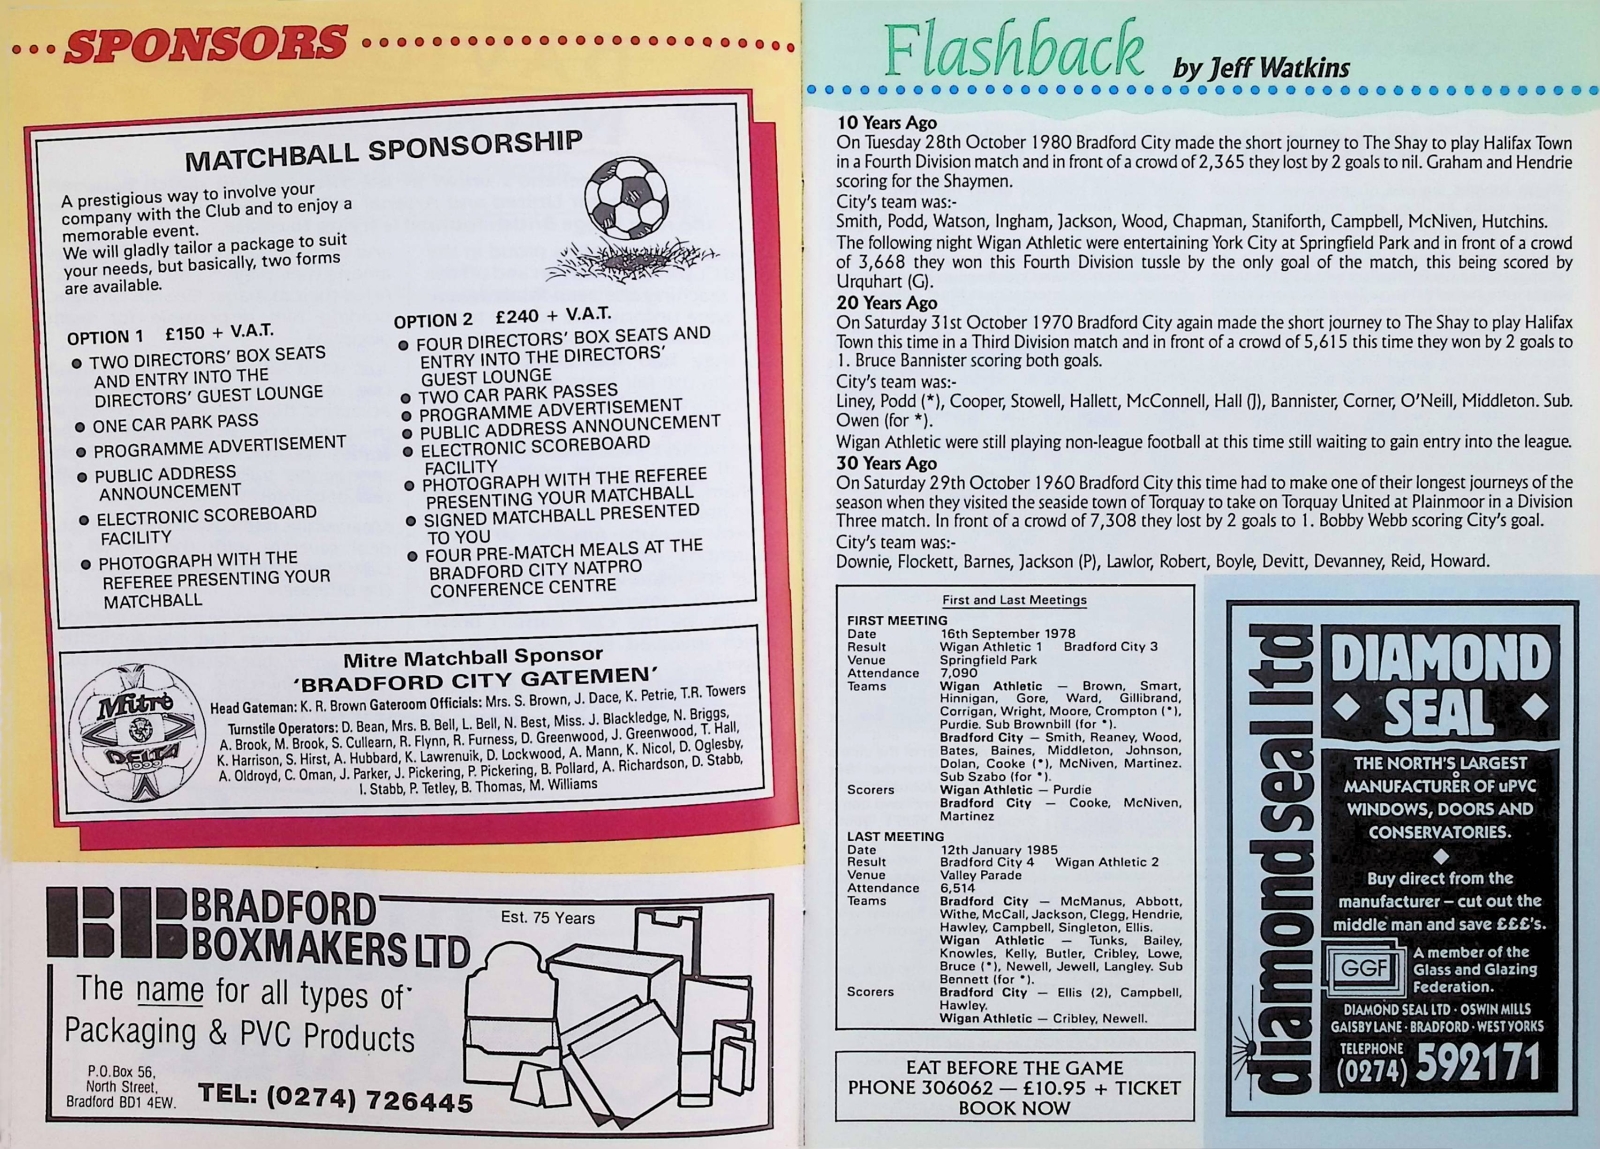 SPONSORS
MATCHBALL SPONSORSHIP
A prestigious way to involve your
company with the Club and to enjoy a
memorable event.
We will gladly tailor a package to suit
your needs, but basically, two forms
are available.
OPTION 1 £150 + V.A.T.
TWO DIRECTORS' BOX SEATS
AND ENTRY INTO THE
DIRECTORS' GUEST LOUNGE
ONE CAR PARK PASS
PROGRAMME ADVERTISEMENT
PUBLIC ADDRESS
ANNOUNCEMENT
ELECTRONIC SCOREBOARD
FACILITY
PHOTOGRAPH WITH THE
REFEREE PRESENTING YOUR
MATCHBALL
OPTION 2 £240 + V.A.T.
FOUR DIRECTORS' BOX SEATS AND
ENTRY INTO THE DIRECTORS'
GUEST LOUNGE
TWO CAR PARK PASSES
PROGRAMME ADVERTISEMENT
PUBLIC ADDRESS ANNOUNCEMENT
ELECTRONIC SCOREBOARD
FACILITY
PHOTOGRAPH WITH THE REFEREE
PRESENTING YOUR MATCHBALL
SIGNED MATCHBALL PRESENTED
TO YOU
FOUR PRE-MATCH MEALS AT THE
BRADFORD CITY NATPRO
CONFERENCE CENTRE
Mitre
DELTA
1000
Mitre Matchball Sponsor
'BRADFORD CITY GATEMEN'
Head Gateman: K. R. Brown Gateroom Officials: Mrs. S. Brown, J. Dace, K. Petrie, T.R. Towers
Turnstile Operators: D. Bean, Mrs. B. Bell, L. Bell, N. Best, Miss. J. Blackledge, N. Briggs,
A. Brook, M. Brook, S. Cullearn, R. Flynn, R. Furness, D. Greenwood, J. Greenwood, T. Hall,
K. Harrison, S. Hirst, A. Hubbard, K. Lawrenuik, D. Lockwood, A. Mann, K. Nicol, D. Oglesby,
A. Oldroyd, C. Oman, J. Parker, J. Pickering, P. Pickering, B. Pollard, A. Richardson, D. Stabb,
I. Stabb, P. Tetley, B. Thomas, M. Williams
BRADFORD
BOXMAKERS LTD
Est. 75 Years
The name for all types of
Packaging & PVC Products
P.O.Box 56,
North Street,
Bradford BD1 4EW.
TEL: (0274) 726445
Flashback by Jeff Watkins
10 Years Ago
On Tuesday 28th October 1980 Bradford City made the short journey to The Shay to play Halifax Town
in a Fourth Division match and in front of a crowd of 2,365 they lost by 2 goals to nil. Graham and Hendrie
scoring for the Shaymen.
City's team was:-
Smith, Podd, Watson, Ingham, Jackson, Wood, Chapman, Staniforth, Campbell, McNiven, Hutchins.
The following night Wigan Athletic were entertaining York City at Springfield Park and in front of a crowd
of 3,668 they won this Fourth Division tussle by the only goal of the match, this being scored by
Urquhart (G).
20 Years Ago
On Saturday 31st October 1970 Bradford City again made the short journey to The Shay to play Halifax
Town this time in a Third Division match and in front of a crowd of 5,615 this time they won by 2 goals to
1. Bruce Bannister scoring both goals.
City's team was:-
Liney, Podd (*), Cooper, Stowell, Hallett, McConnell, Hall (J), Bannister, Corner, O'Neill, Middleton. Sub.
Owen (for *).
Wigan Athletic were still playing non-league football at this time still waiting to gain entry into the league.
30 Years Ago
On Saturday 29th October 1960 Bradford City this time had to make one of their longest journeys of the
season when they visited the seaside town of Torquay to take on Torquay United at Plainmoor in a Division
Three match. In front of a crowd of 7,308 they lost by 2 goals to 1. Bobby Webb scoring City's goal.
City's team was:-
Downie, Flockett, Barnes, Jackson (P), Lawlor, Robert, Boyle, Devitt, Devanney, Reid, Howard.
First and Last Meetings
FIRST MEETING
Date 16th September 1978
Result Wigan Athletic 1 Bradford City 3
Venue Springfield Park
Attendance 7,090
Teams Wigan Athletic — Brown, Smart,
Hinnigan, Gore, Ward, Gillibrand,
Corrigan, Wright, Moore, Crompton (*),
Purdie. Sub Brownbill (for *).
Bradford City — Smith, Reaney, Wood,
Bates, Baines, Middleton, Johnson,
Dolan, Cooke (*), McNiven, Martinez.
Sub Szabo (for *).
Scorers Wigan Athletic — Purdie
Bradford City — Cooke, McNiven,
Martinez
LAST MEETING
Date 12th January 1985
Result Bradford City 4 Wigan Athletic 2
Venue Valley Parade
Attendance 6,514
Teams Bradford City — McManus, Abbott,
Withe, McCall, Jackson, Clegg, Hendrie,
Hawley, Campbell, Singleton, Ellis.
Wigan Athletic — Tunks, Bailey,
Knowles, Kelly, Butler, Cribley, Lowe,
Bruce (*), Newell, Jewell, Langley. Sub
Bennett (for *).
Scorers Bradford City — Ellis (2), Campbell,
Hawley.
Wigan Athletic — Cribley, Newell.
EAT BEFORE THE GAME
PHONE 306062 — £10.95 + TICKET
BOOK NOW
diamond seal ltd
DIAMOND
SEAL
THE NORTH'S LARGEST
MANUFACTURER OF uPVC
WINDOWS, DOORS AND
CONSERVATORIES.
Buy direct from the
manufacturer – cut out the
middle man and save £££'s.
GGF
A member of the
Glass and Glazing
Federation.
DIAMOND SEAL LTD · OSWIN MILLS
GAISBY LANE · BRADFORD · WEST YORKS
TELEPHONE
(0274) 592171